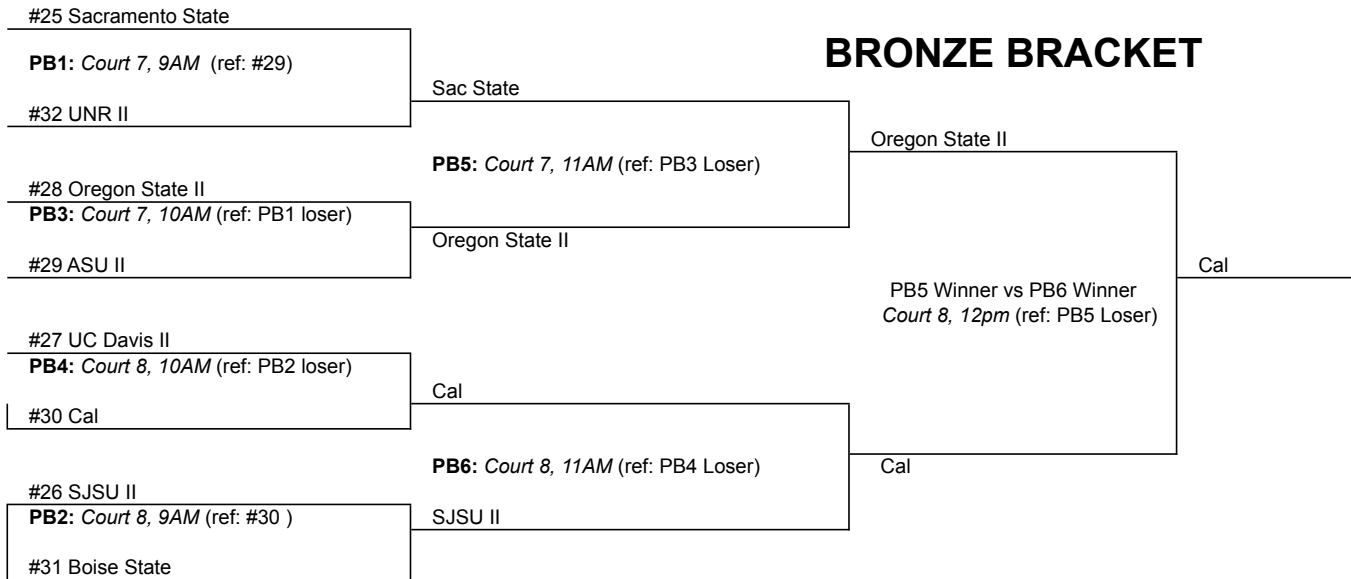 #25 Sacramento State
BRONZE BRACKET
PB1: Court 7, 9AM (ref: #29)
Sac State
#32 UNR II
Oregon State II
PB5: Court 7, 11AM (ref: PB3 Loser)
#28 Oregon State II
PB3: Court 7, 10AM (ref: PB1 loser)
Oregon State II
#29 ASU II
Cal
PB5 Winner vs PB6 Winner
Court 8, 12pm (ref: PB5 Loser)
#27 UC Davis II
PB4: Court 8, 10AM (ref: PB2 loser)
Cal
#30 Cal
PB6: Court 8, 11AM (ref: PB4 Loser)
Cal
#26 SJSU II
PB2: Court 8, 9AM (ref: #30 )
SJSU II
#31 Boise State